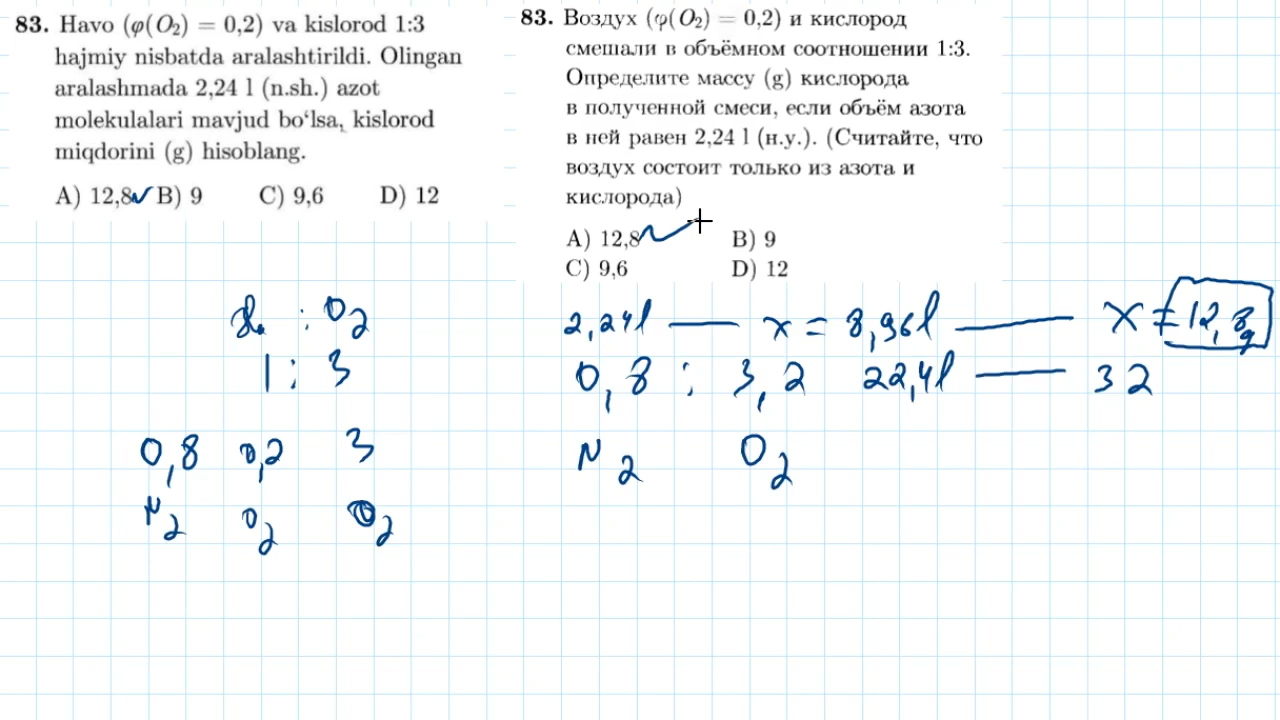 83. Havo (φ(O₂) = 0,2) va kislorod 1:3
hajmiy nisbatda aralashtirildi. Olingan
aralashmada 2,24 l (n.sh.) azot
molekulalari mavjud bo‘lsa, kislorod
miqdorini (g) hisoblang.
A) 12,8 B) 9 C) 9,6 D) 12
83. Воздух (φ(O₂) = 0,2) и кислород
смешали в объёмном соотношении 1:3.
Определите массу (g) кислорода
в полученной смеси, если объём азота
в ней равен 2,24 l (н.у.). (Считайте, что
воздух состоит только из азота и
кислорода)
A) 12,8 B) 9
C) 9,6 D) 12
: O₂
1 : 3
0,8 0,2 3
N₂ O₂ O₂
2,24l — x = 8,96l — x = 12,8g
0,8 : 3,2 22,4l — 32
N₂ O₂